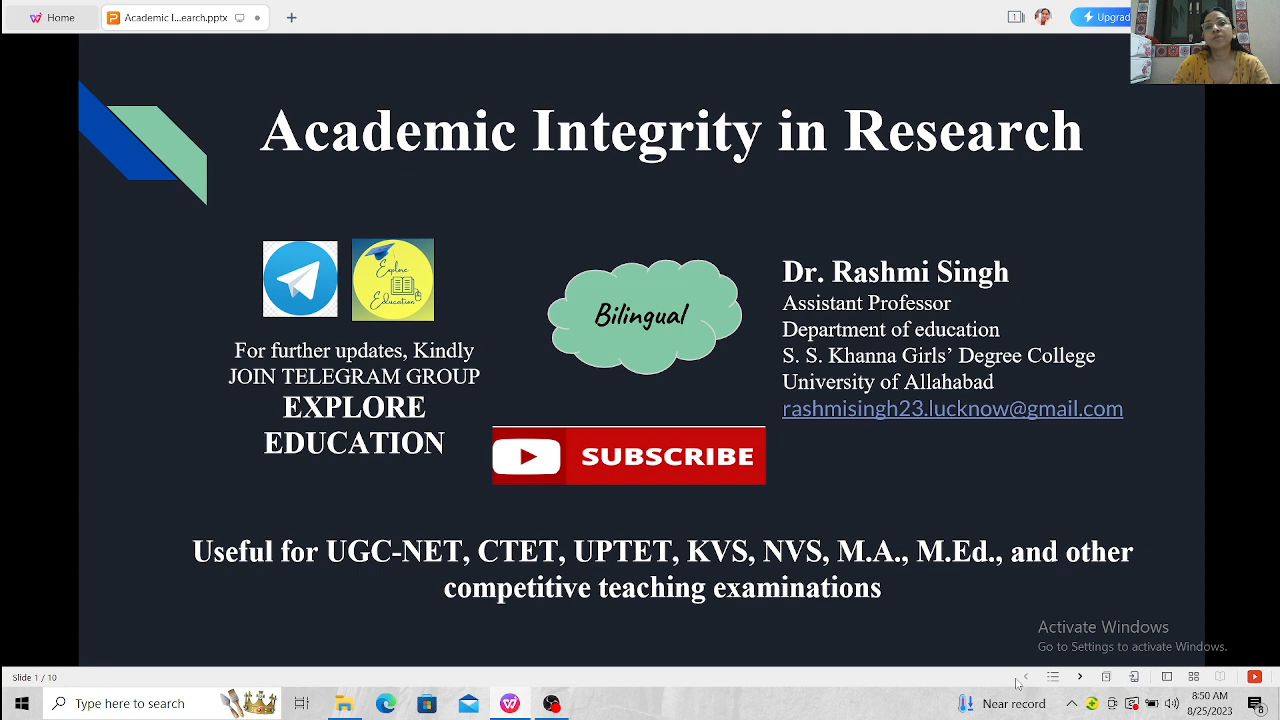 Home
Academic I...earch.pptx
1
Upgrad
Academic Integrity in Research
Explore
Education
For further updates, Kindly
JOIN TELEGRAM GROUP
EXPLORE
EDUCATION
Bilingual
SUBSCRIBE
Dr. Rashmi Singh
Assistant Professor
Department of education
S. S. Khanna Girls’ Degree College
University of Allahabad
rashmisingh23.lucknow@gmail.com
Useful for UGC-NET, CTET, UPTET, KVS, NVS, M.A., M.Ed., and other
competitive teaching examinations
Activate Windows
Go to Settings to activate Windows.
Slide 1 / 10
Type here to search
Near record
8:50 AM
8/25/2023
8